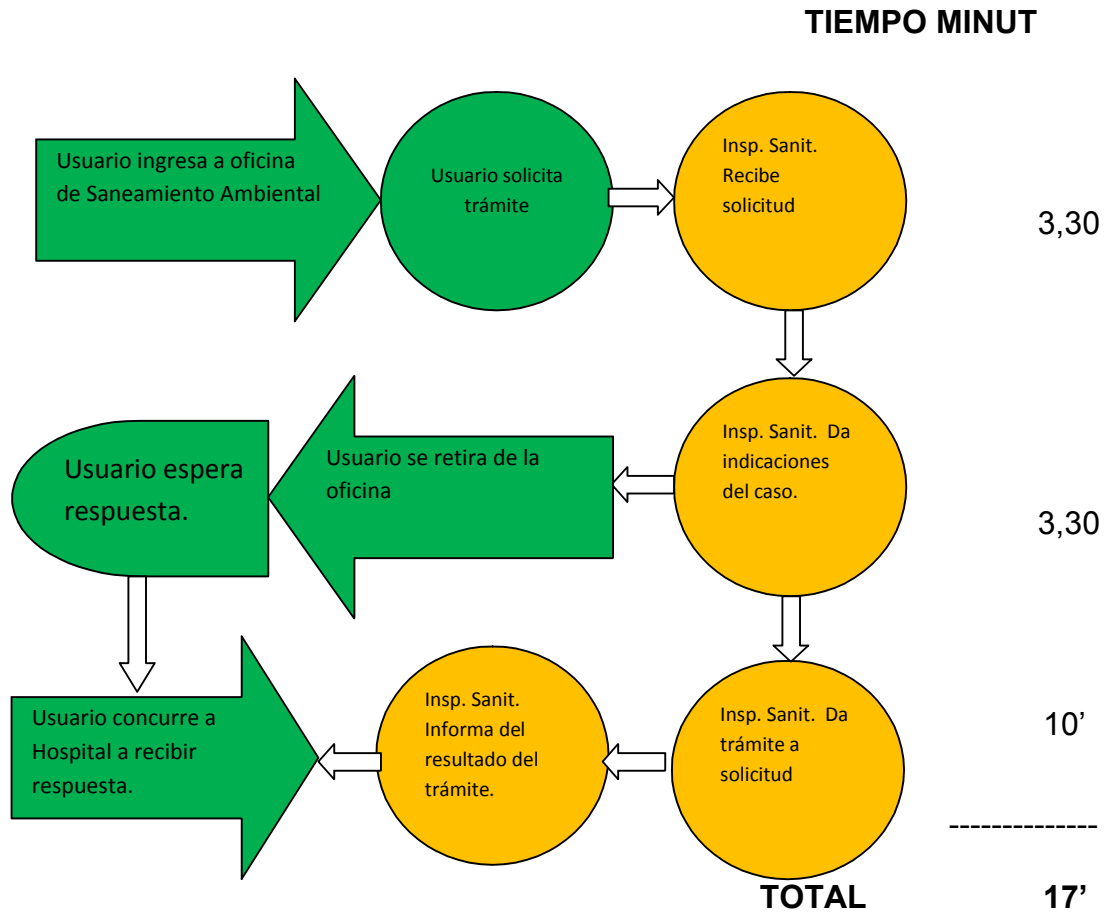 TIEMPO MINUT
Usuario ingresa a oficina
de Saneamiento Ambiental
Usuario solicita
trámite
Insp. Sanit.
Recibe
solicitud
3,30
Usuario espera
respuesta.
Usuario se retira de la
oficina
Insp. Sanit. Da
indicaciones
del caso.
3,30
Usuario concurre a
Hospital a recibir
respuesta.
Insp. Sanit.
Informa del
resultado del
trámite.
Insp. Sanit. Da
trámite a
solicitud
10’
--------------
TOTAL 17’